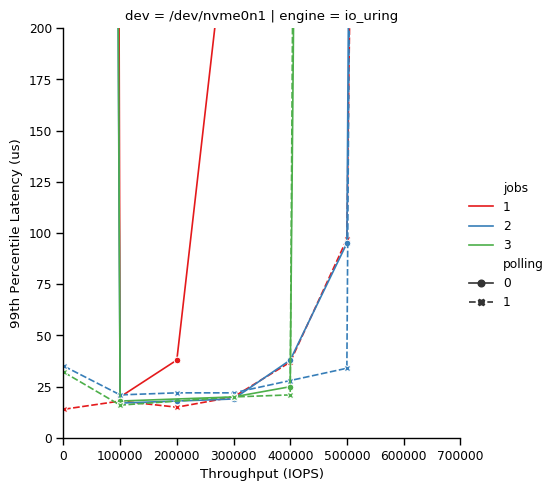 dev = /dev/nvme0n1 | engine = io_uring
99th Percentile Latency (us)
200
175
150
125
100
75
50
25
0
0 100000 200000 300000 400000 500000 600000 700000
Throughput (IOPS)
jobs
1
2
3
polling
0
1